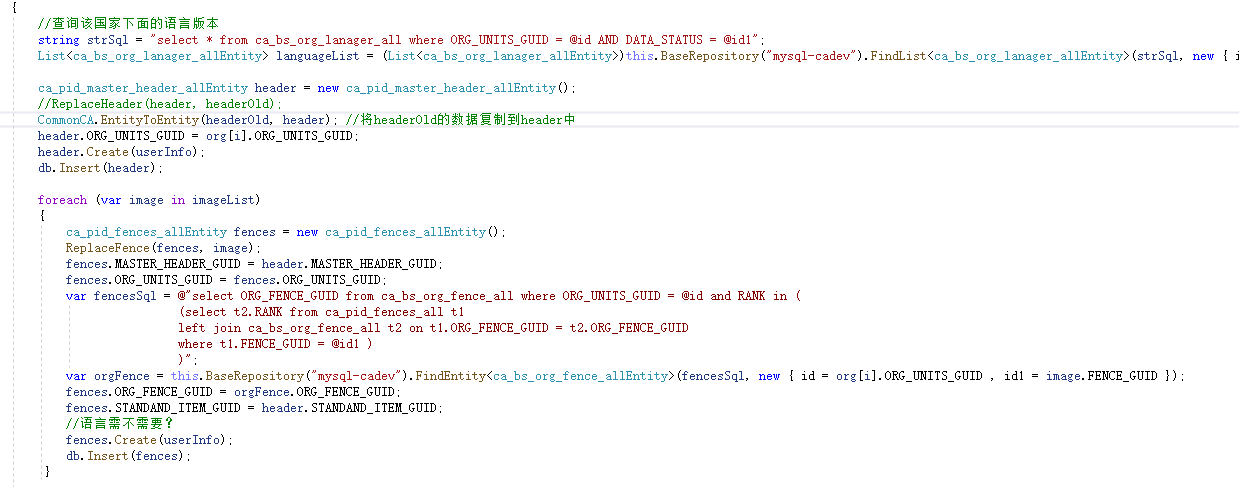 {
//查询该国家下面的语言版本
string strSql = "select * from ca_bs_org_lanager_all where ORG_UNITS_GUID = @id AND DATA_STATUS = @id1";
List<ca_bs_org_lanager_allEntity> languageList = (List<ca_bs_org_lanager_allEntity>)this.BaseRepository("mysql-cadev").FindList<ca_bs_org_lanager_allEntity>(strSql, new { i
ca_pid_master_header_allEntity header = new ca_pid_master_header_allEntity();
//ReplaceHeader(header, headerOld);
CommonCA.EntityToEntity(headerOld, header); //将headerOld的数据复制到header中
header.ORG_UNITS_GUID = org[i].ORG_UNITS_GUID;
header.Create(userInfo);
db.Insert(header);
foreach (var image in imageList)
{
ca_pid_fences_allEntity fences = new ca_pid_fences_allEntity();
ReplaceFence(fences, image);
fences.MASTER_HEADER_GUID = header.MASTER_HEADER_GUID;
fences.ORG_UNITS_GUID = fences.ORG_UNITS_GUID;
var fencesSql = @"select ORG_FENCE_GUID from ca_bs_org_fence_all where ORG_UNITS_GUID = @id and RANK in (
(select t2.RANK from ca_pid_fences_all t1
left join ca_bs_org_fence_all t2 on t1.ORG_FENCE_GUID = t2.ORG_FENCE_GUID
where t1.FENCE_GUID = @id1 )
)";
var orgFence = this.BaseRepository("mysql-cadev").FindEntity<ca_bs_org_fence_allEntity>(fencesSql, new { id = org[i].ORG_UNITS_GUID , id1 = image.FENCE_GUID });
fences.ORG_FENCE_GUID = orgFence.ORG_FENCE_GUID;
fences.STANDAND_ITEM_GUID = header.STANDAND_ITEM_GUID;
//语言需不需要?
fences.Create(userInfo);
db.Insert(fences);
}